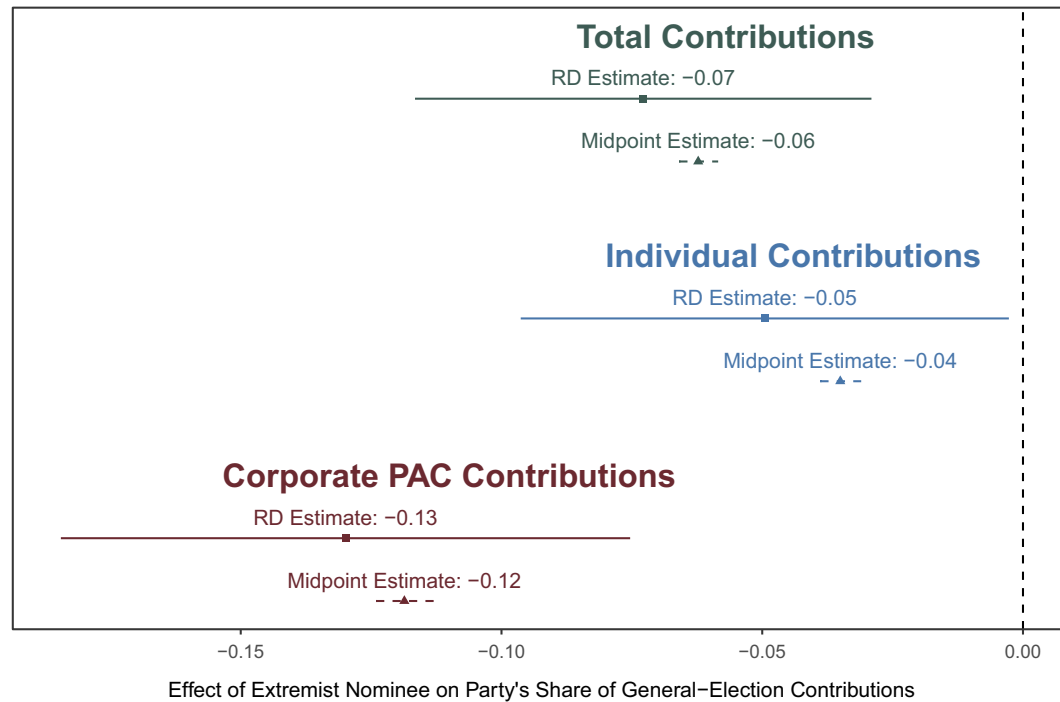 Total Contributions
RD Estimate: −0.07
Midpoint Estimate: −0.06
Individual Contributions
RD Estimate: −0.05
Midpoint Estimate: −0.04
Corporate PAC Contributions
RD Estimate: −0.13
Midpoint Estimate: −0.12
−0.15 −0.10 −0.05 0.00
Effect of Extremist Nominee on Party's Share of General−Election Contributions